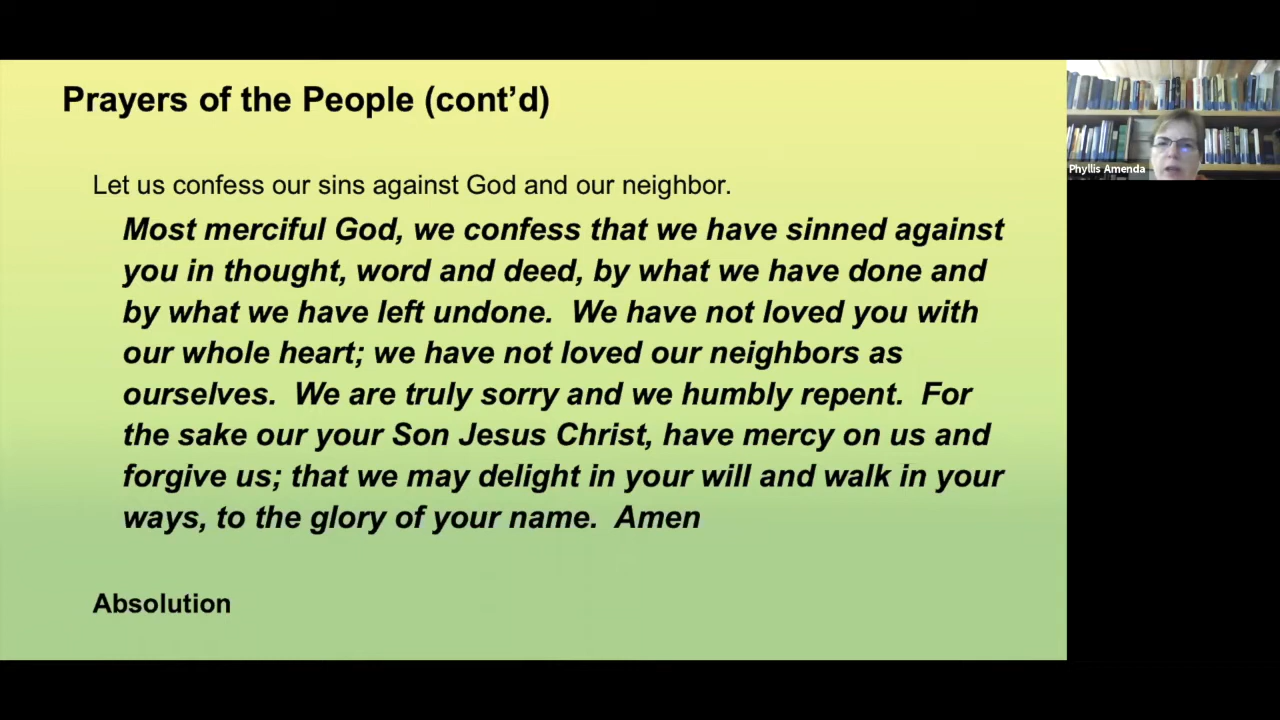 Prayers of the People (cont’d)
Let us confess our sins against God and our neighbor.
Most merciful God, we confess that we have sinned against
you in thought, word and deed, by what we have done and
by what we have left undone.  We have not loved you with
our whole heart; we have not loved our neighbors as
ourselves.  We are truly sorry and we humbly repent.  For
the sake our your Son Jesus Christ, have mercy on us and
forgive us; that we may delight in your will and walk in your
ways, to the glory of your name.  Amen
Absolution
Phyllis Amenda